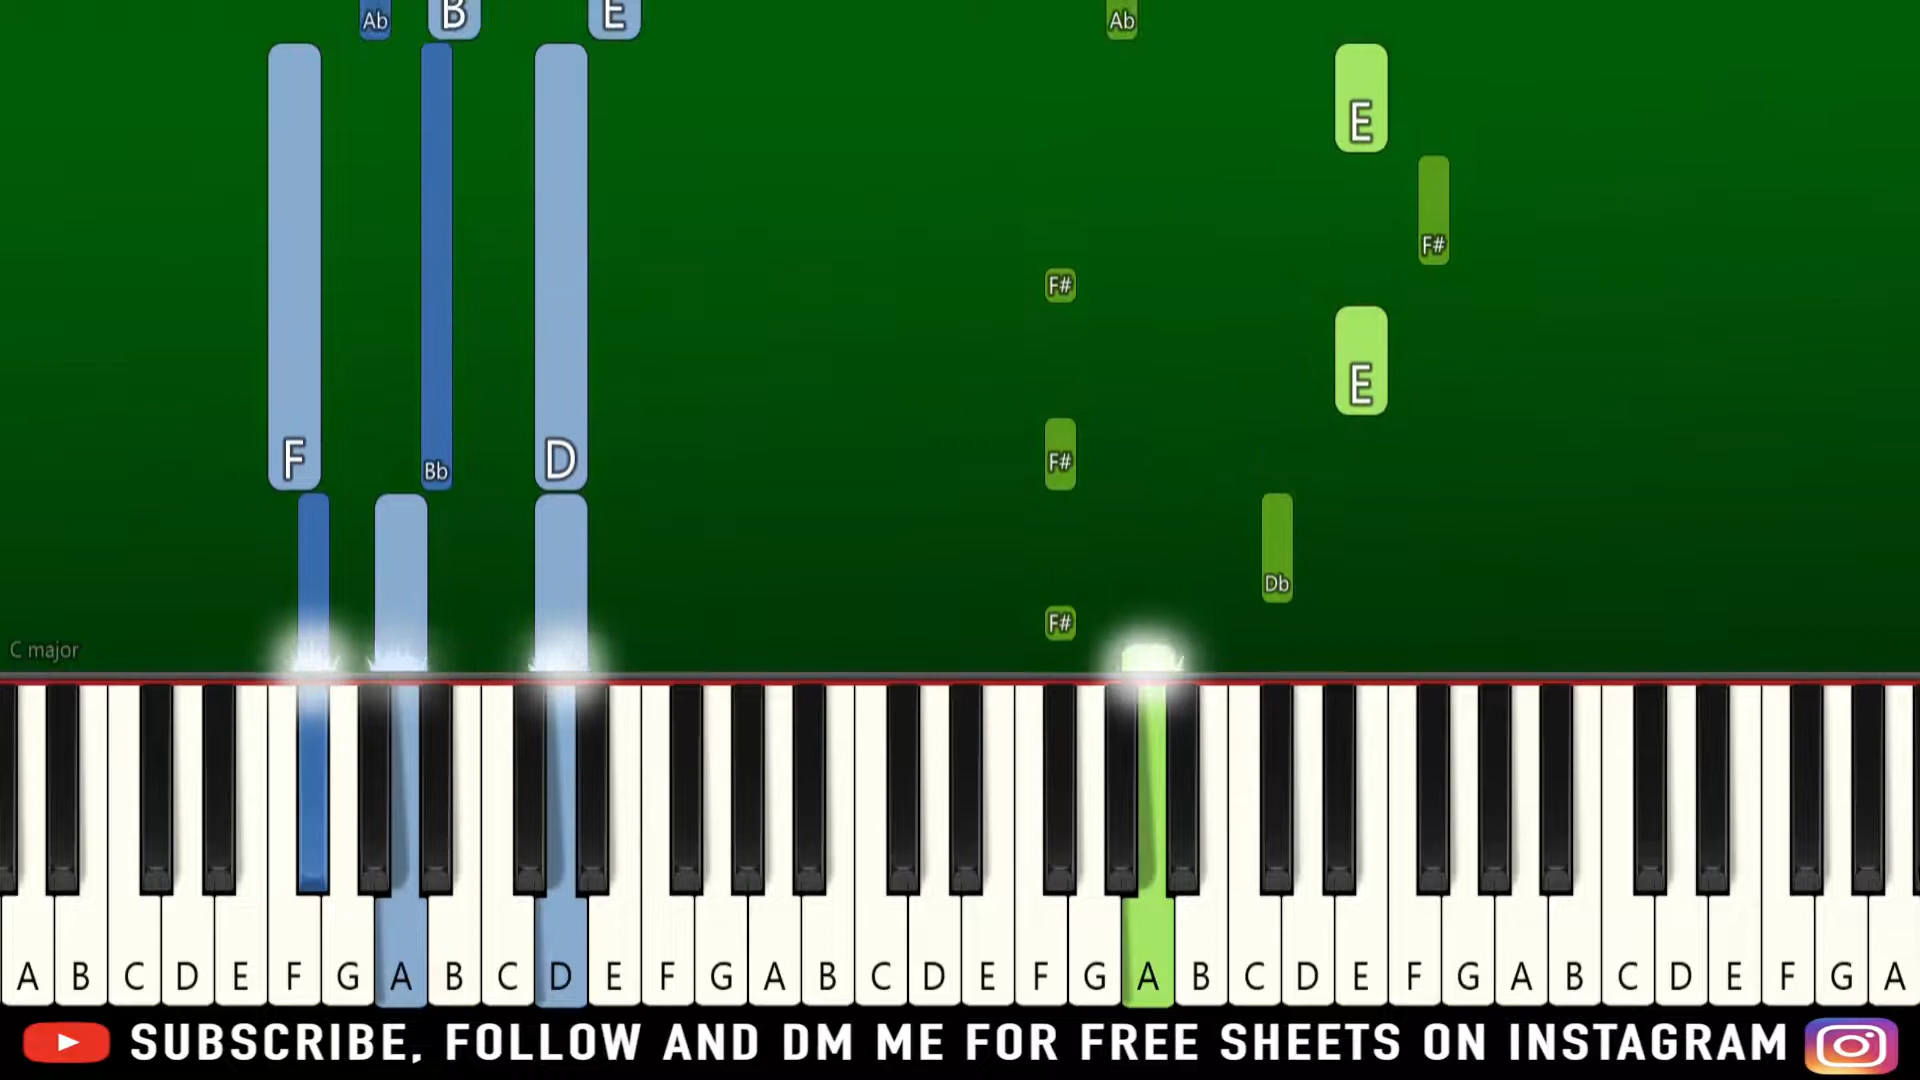 Ab B E Ab
E
F#
F#
E
F Bb D F#
Db
F#
C major
A B C D E F G A B C D E F G A B C D E F G A B C D E F G A B C D E F G A
SUBSCRIBE, FOLLOW AND DM ME FOR FREE SHEETS ON INSTAGRAM